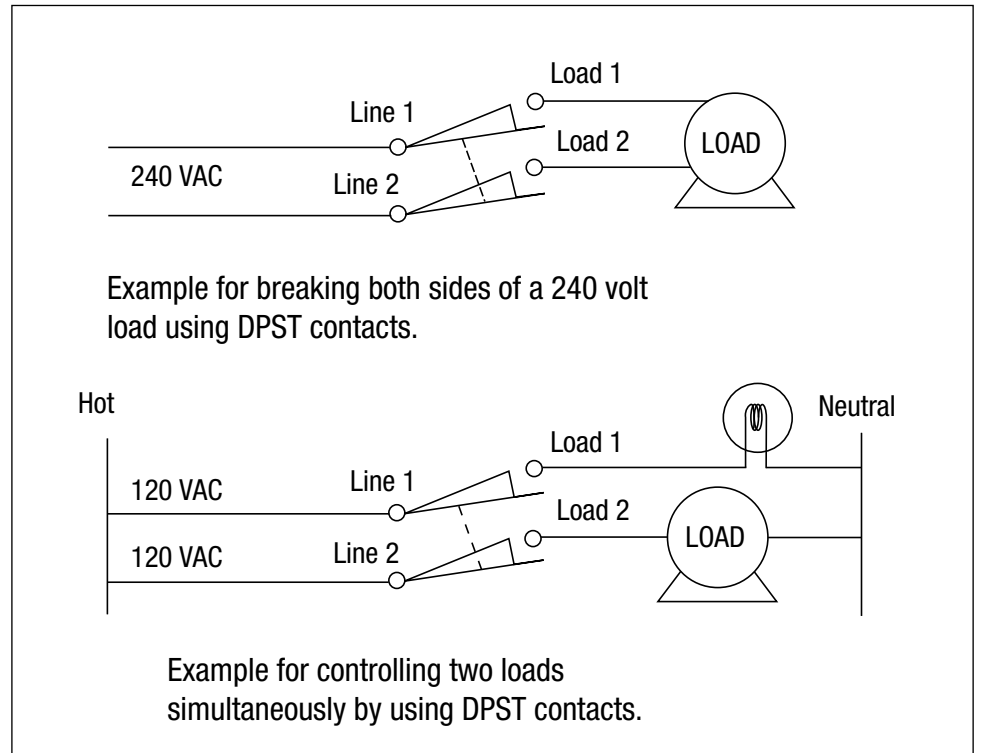 Load 1
Line 1
LOAD
Load 2
240 VAC
Line 2
Example for breaking both sides of a 240 volt
load using DPST contacts.
Hot
Neutral
Load 1
120 VAC
Line 1
Load 2
LOAD
120 VAC
Line 2
Example for controlling two loads
simultaneously by using DPST contacts.